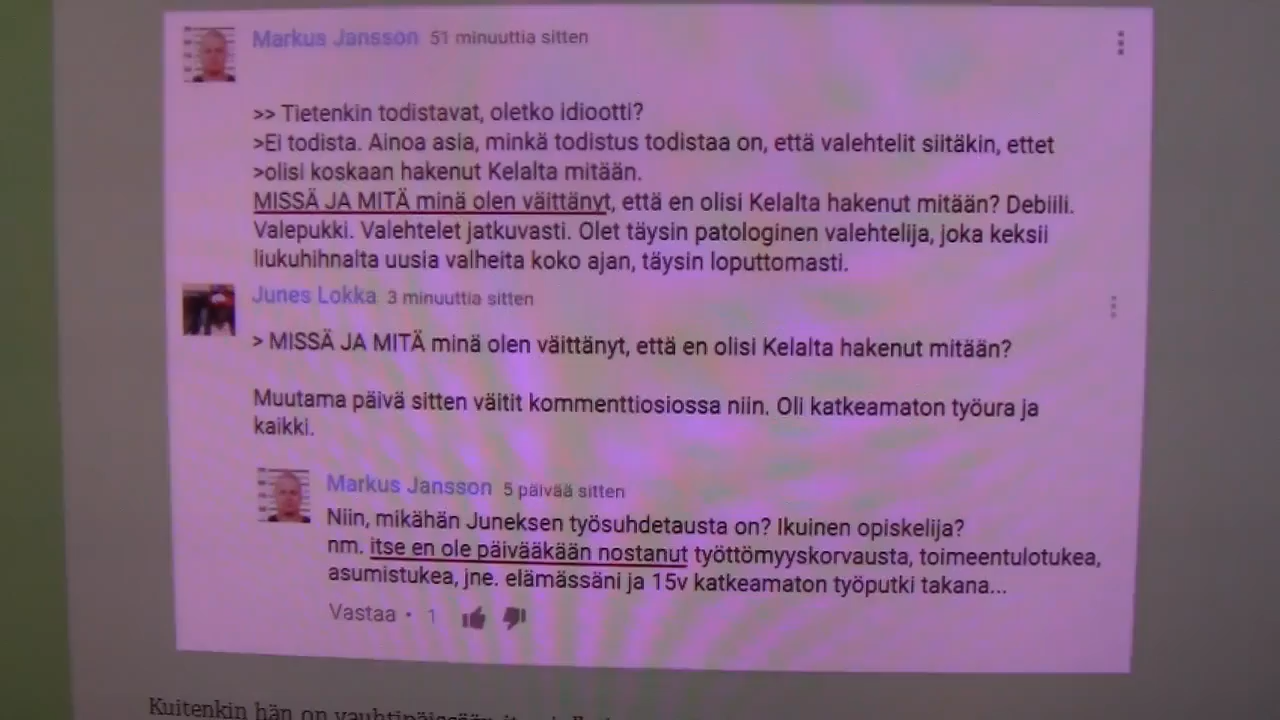 Markus Jansson 51 minuuttia sitten
>> Tietenkin todistavat, oletko idiootti?
>Ei todista. Ainoa asia, minkä todistus todistaa on, että valehtelit siitäkin, ettet
>olisi koskaan hakenut Kelalta mitään.
MISSÄ JA MITÄ minä olen väittänyt, että en olisi Kelalta hakenut mitään? Debiili.
Valepukki. Valehtelet jatkuvasti. Olet täysin patologinen valehtelija, joka keksii
liukuhihnalta uusia valheita koko ajan, täysin loputtomasti.
Junes Lokka 3 minuuttia sitten
> MISSÄ JA MITÄ minä olen väittänyt, että en olisi Kelalta hakenut mitään?
Muutama päivä sitten väitit kommenttiosiossa niin. Oli katkeamaton työura ja
kaikki.
Markus Jansson 5 päivää sitten
Niin, mikähän Juneksen työsuhdetausta on? Ikuinen opiskelija?
nm. itse en ole päivääkään nostanut työttömyyskorvausta, toimeentulotukea,
asumistukea, jne. elämässäni ja 15v katkeamaton työputki takana...
Vastaa • 1
Kuitenkin hän on